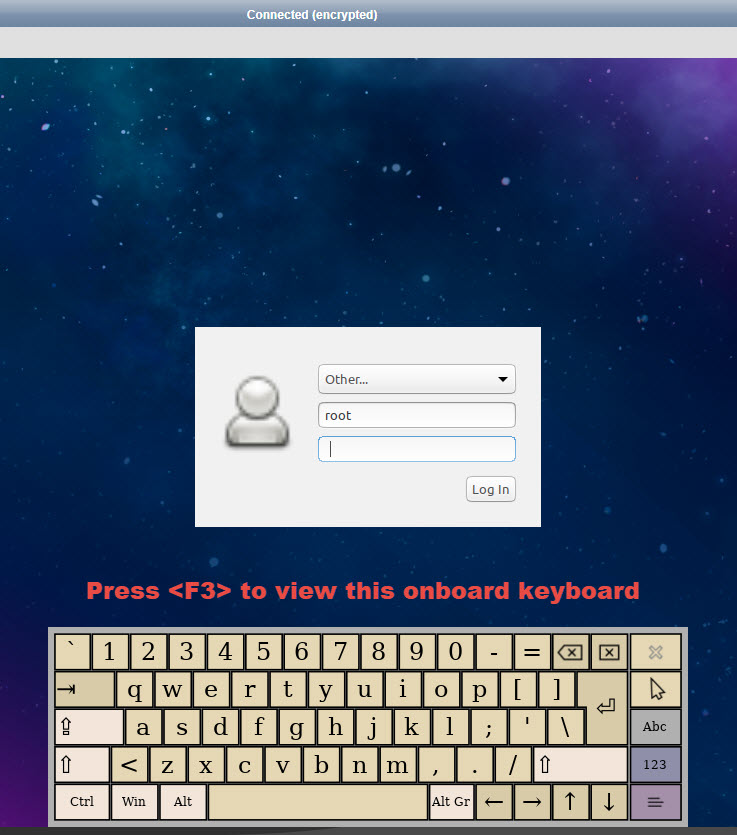 Connected (encrypted)
Other...
root
Log In
Press <F3> to view this onboard keyboard
` 1 2 3 4 5 6 7 8 9 0 - =
q w e r t y u i o p [ ]
a s d f g h j k l ; ' \ Abc
< z x c v b n m , . / 123
Ctrl Win Alt Alt Gr ← → ↑ ↓